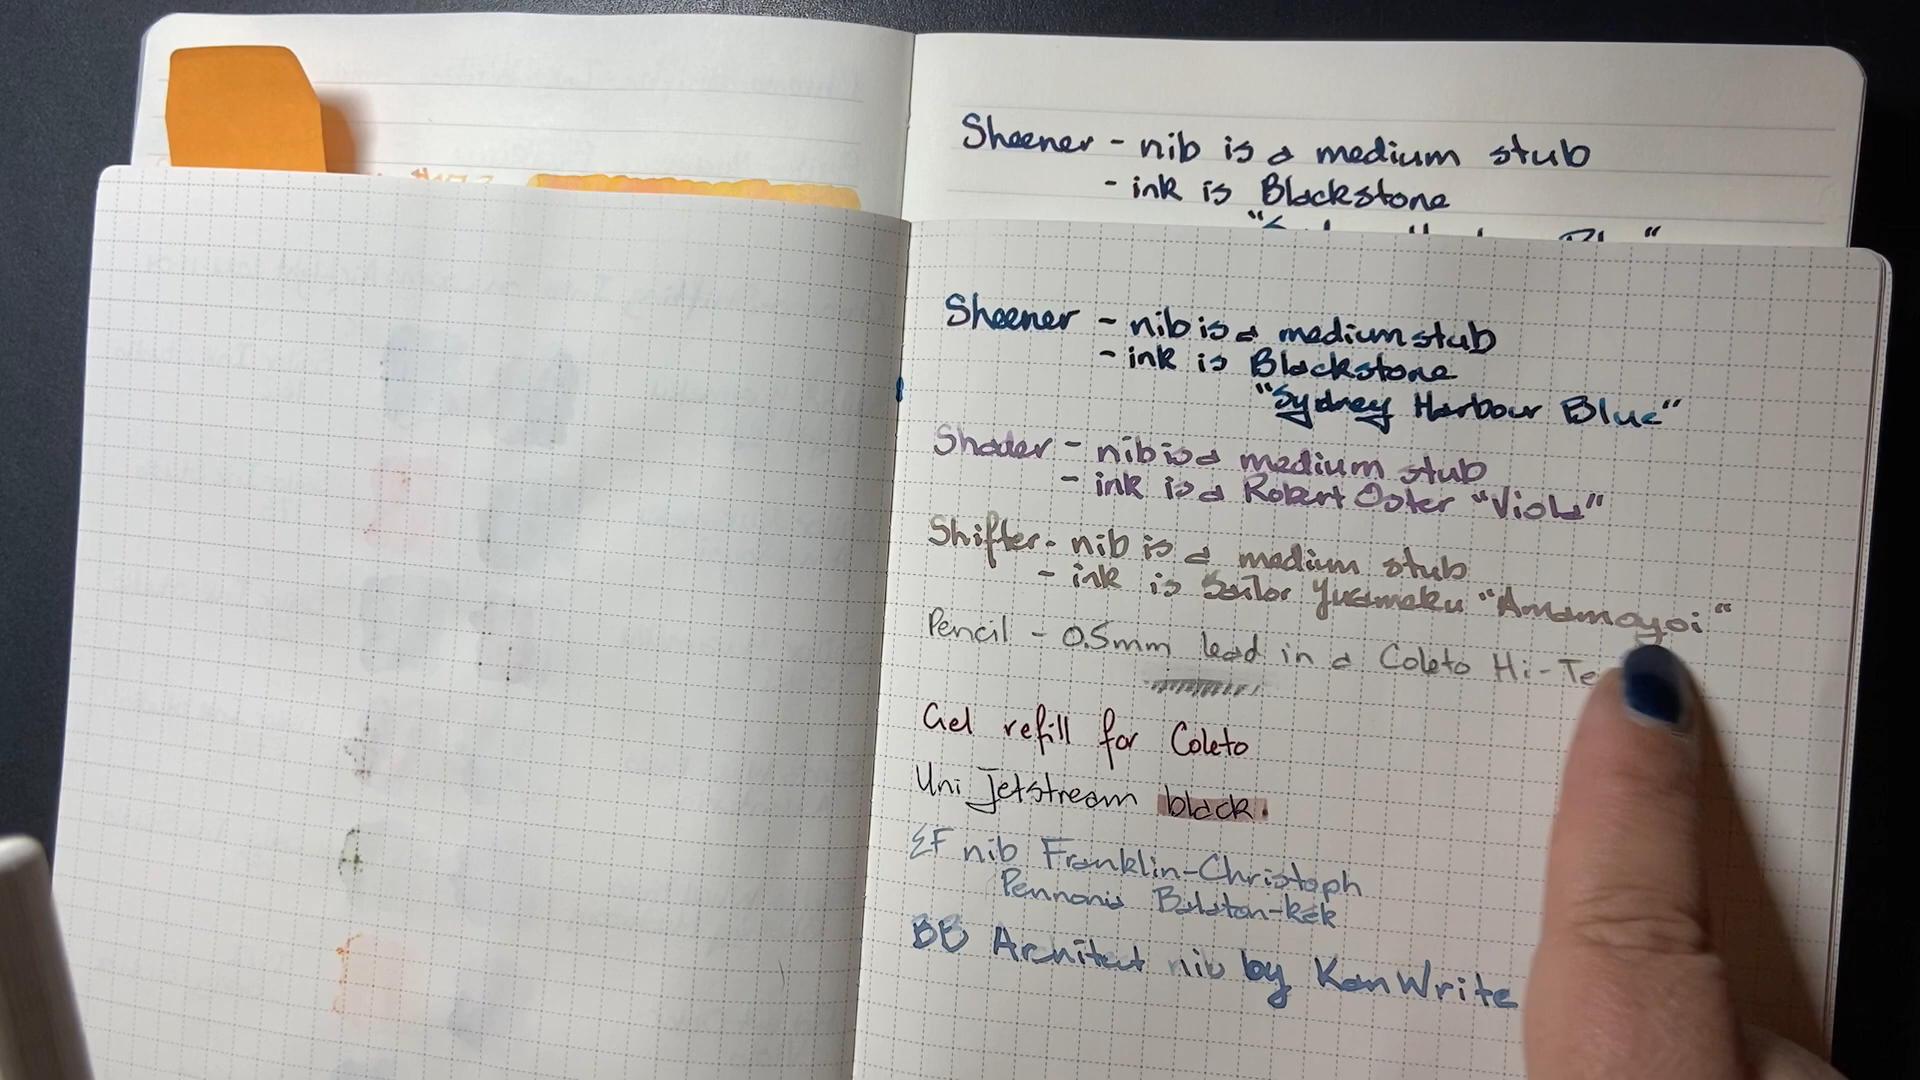 Sheener - nib is a medium stub
- ink is Blackstone
Sheener - nib is a medium stub
- ink is Blackstone
"Sydney Harbour Blue"
Shader - nib is a medium stub
- ink is a Robert Oster "Viola"
Shifter - nib is a medium stub
- ink is Sailor Yurameku "Amamoyoi"
Pencil - 0.5mm lead in a Coleto Hi-Te
Gel refill for Coleto
Uni Jetstream black.
EF nib Franklin-Christoph
Pennonia Balaton-kék
BB Architect nib by KenWrite